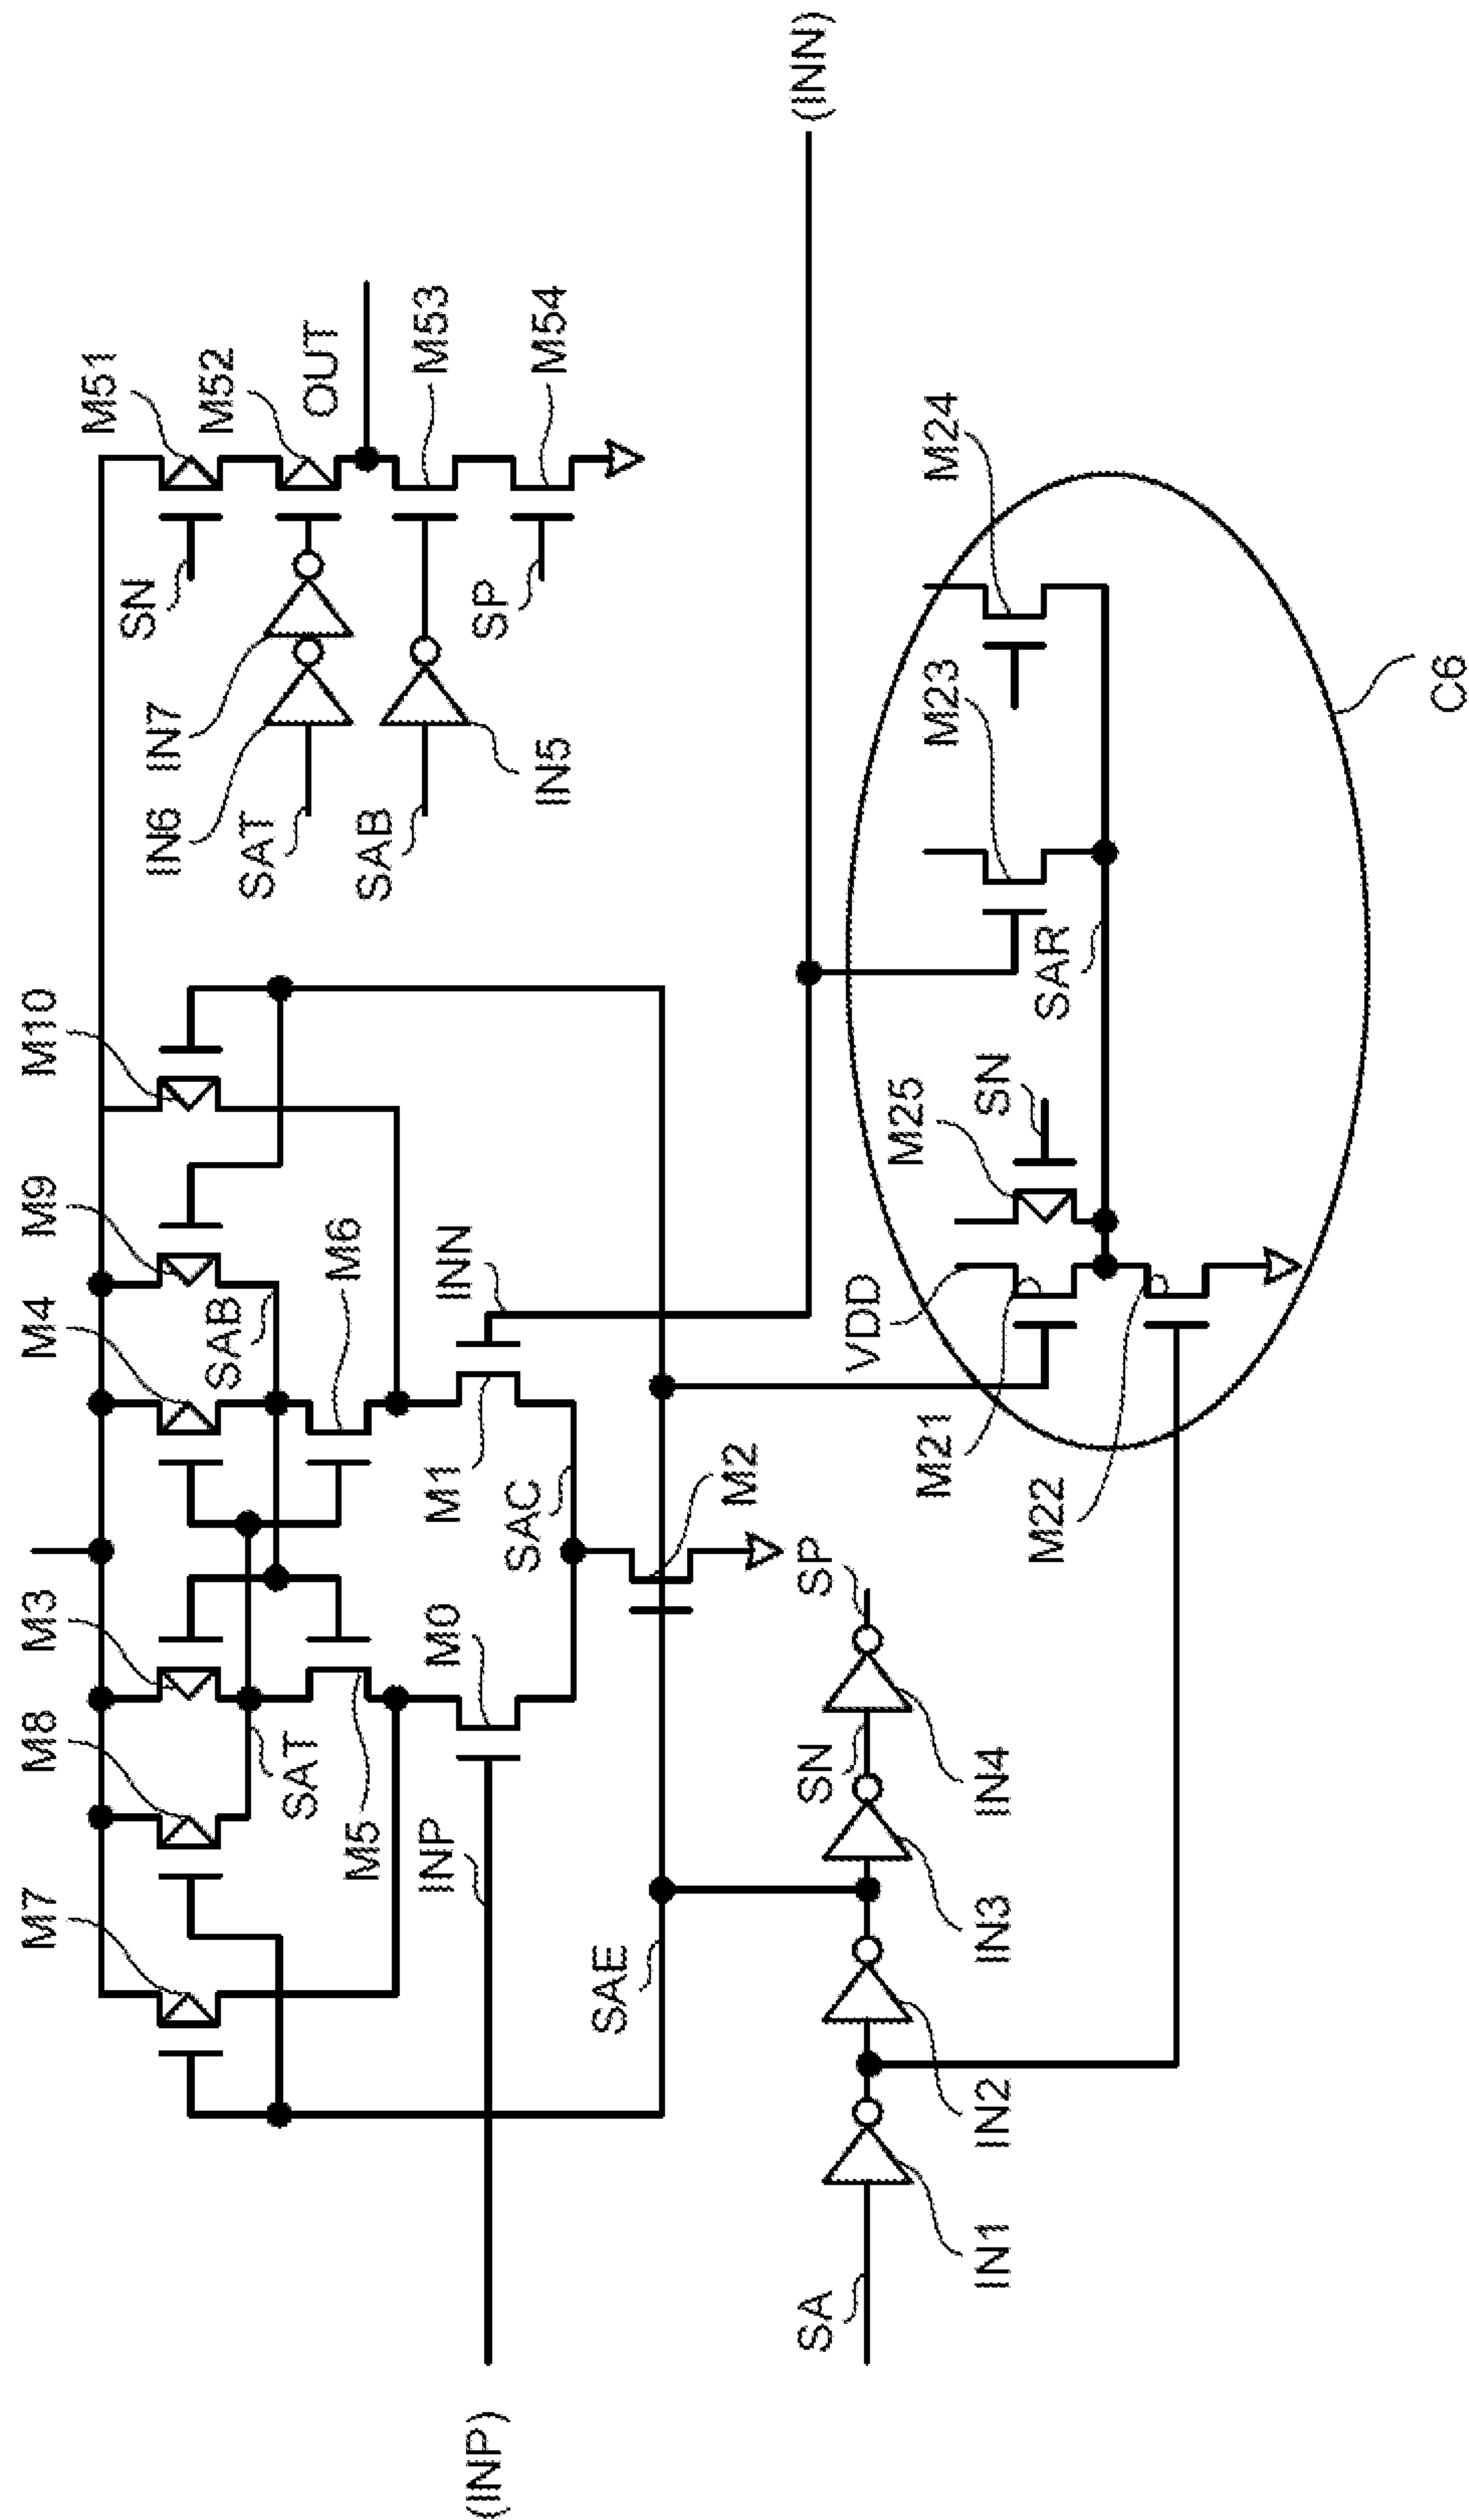 M7
M8
M3
M4
M9
M10
M51
M52
SN
OUT
IN7
IN6
SAT
SAB
IN5
SP
M53
M54
SAB
M6
SAT
M5
M0
INP
(INP)
M1
INN
SAC
M2
SAE
(INN)
SA
IN1
IN2
IN3
SN
IN4
SP
VDD
M21
M22
M25
SN
SAR
M23
M24
C6